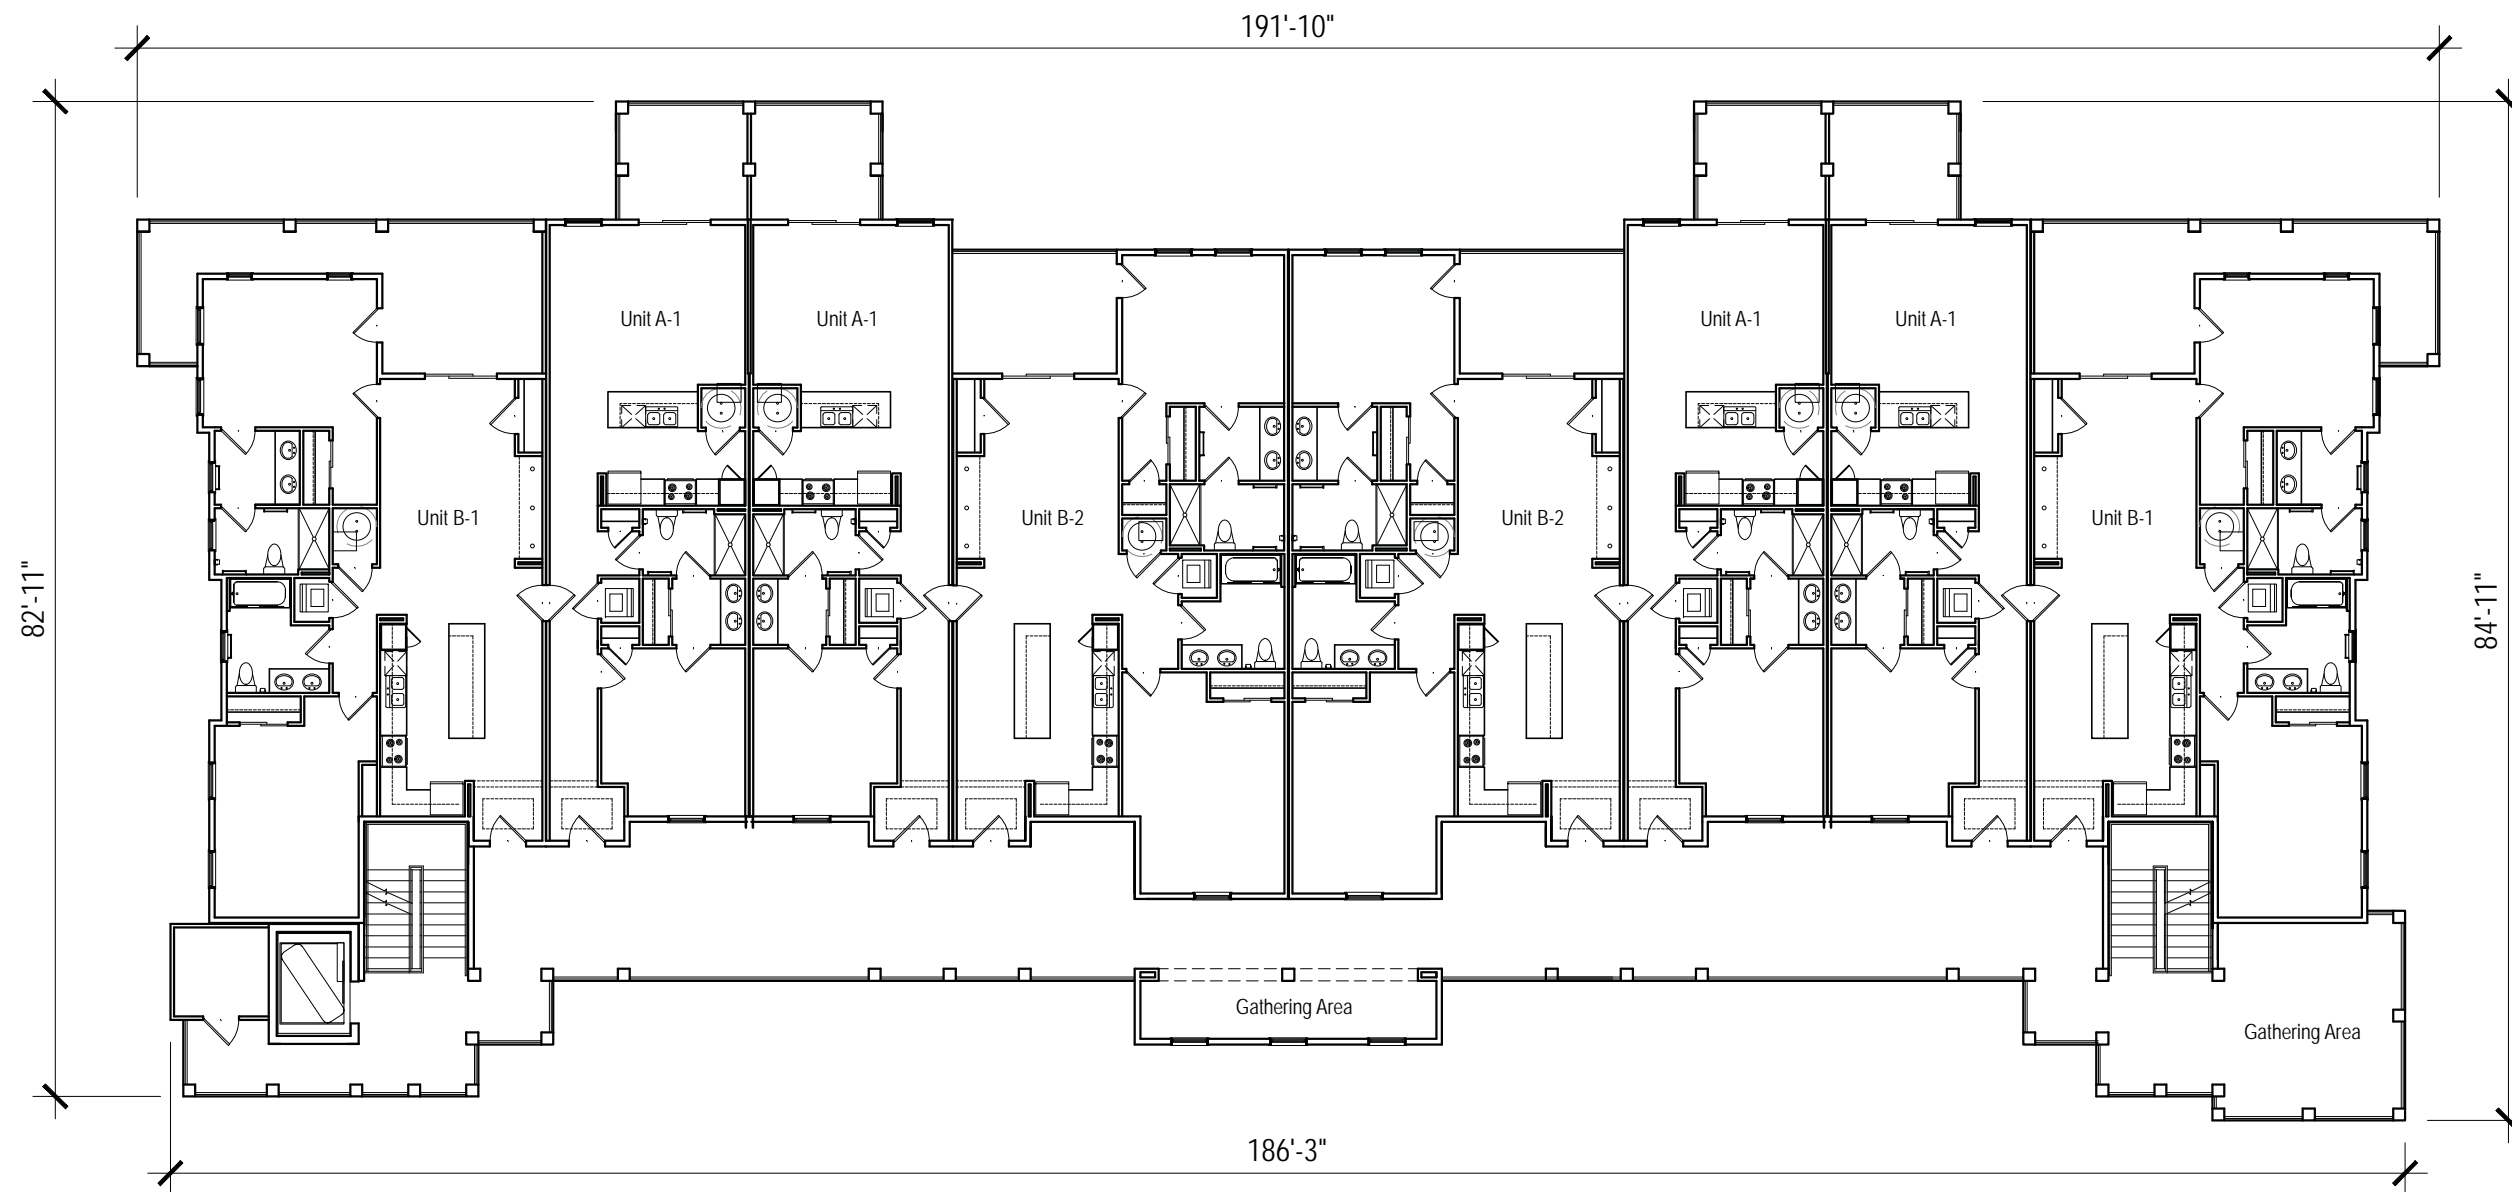 191'-10"
Unit A-1
Unit A-1
Unit A-1
Unit A-1
Unit B-1
Unit B-2
Unit B-2
Unit B-1
82'-11"
84'-11"
Gathering Area
Gathering Area
186'-3"